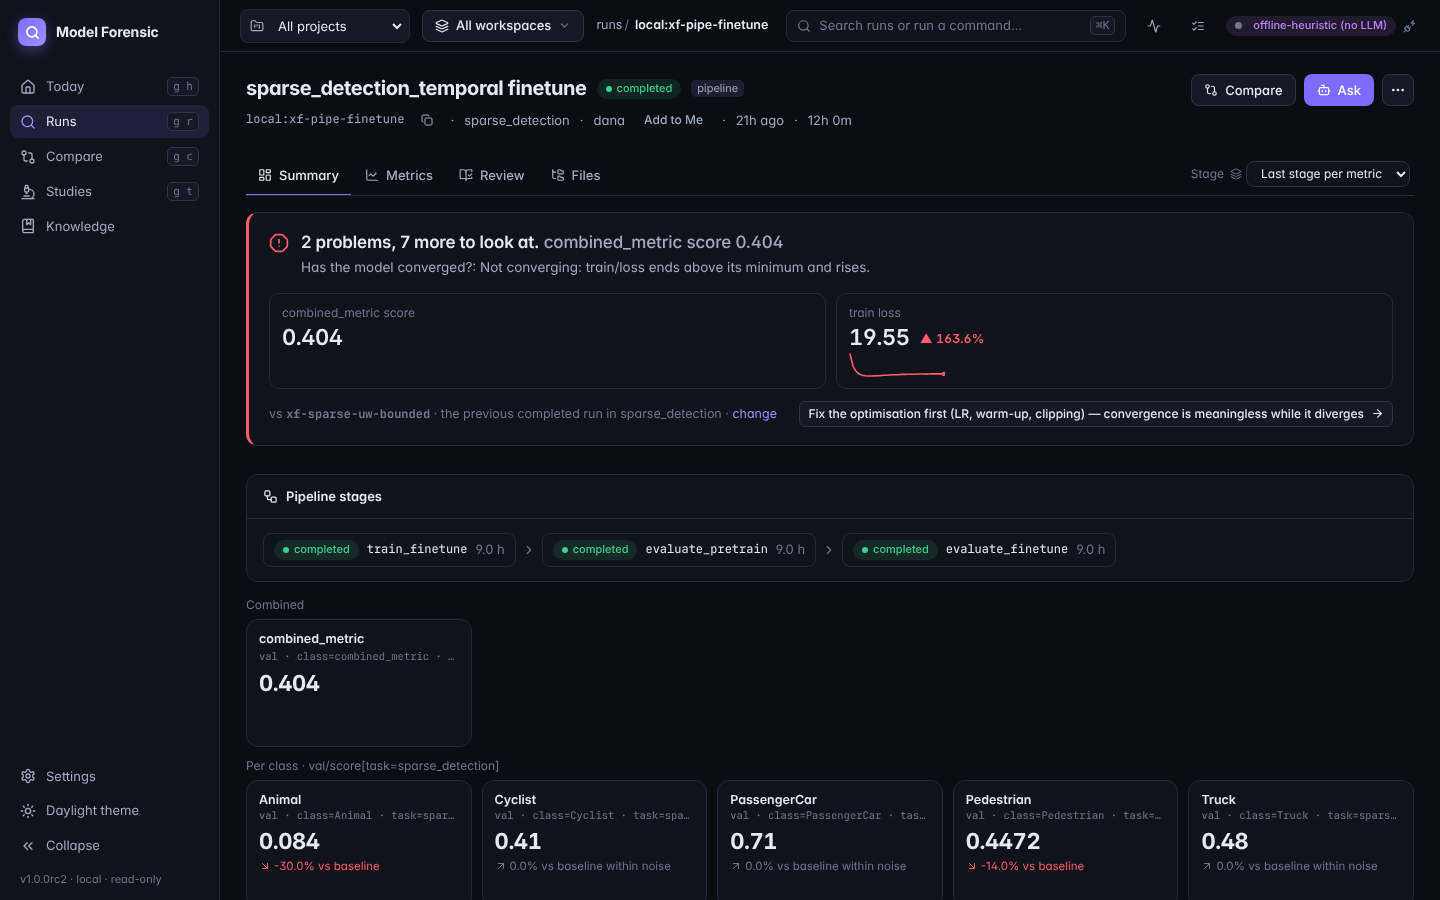 Model Forensic
All projects
All workspaces
runs / local:xf-pipe-finetune
Search runs or run a command...
⌘K
offline-heuristic (no LLM)
Today
g h
Runs
g r
Compare
g c
Studies
g t
Knowledge
sparse_detection_temporal finetune
completed
pipeline
Compare
Ask
local:xf-pipe-finetune · sparse_detection · dana Add to Me · 21h ago · 12h 0m
Summary
Metrics
Review
Files
Stage
Last stage per metric
2 problems, 7 more to look at. combined_metric score 0.404
Has the model converged?: Not converging: train/loss ends above its minimum and rises.
combined_metric score
0.404
train loss
19.55 ▲ 163.6%
vs xf-sparse-uw-bounded · the previous completed run in sparse_detection · change
Fix the optimisation first (LR, warm-up, clipping) — convergence is meaningless while it diverges →
Pipeline stages
completed train_finetune 9.0 h
completed evaluate_pretrain 9.0 h
completed evaluate_finetune 9.0 h
Combined
combined_metric
val · class=combined_metric · …
0.404
Per class · val/score[task=sparse_detection]
Animal
val · class=Animal · task=spar…
0.084
↘ -30.0% vs baseline
Cyclist
val · class=Cyclist · task=spa…
0.41
↗ 0.0% vs baseline within noise
PassengerCar
val · class=PassengerCar · tas…
0.71
↗ 0.0% vs baseline within noise
Pedestrian
val · class=Pedestrian · task=…
0.4472
↘ -14.0% vs baseline
Truck
val · class=Truck · task=spars…
0.48
↗ 0.0% vs baseline within noise
Settings
Daylight theme
Collapse
v1.0.0rc2 · local · read-only